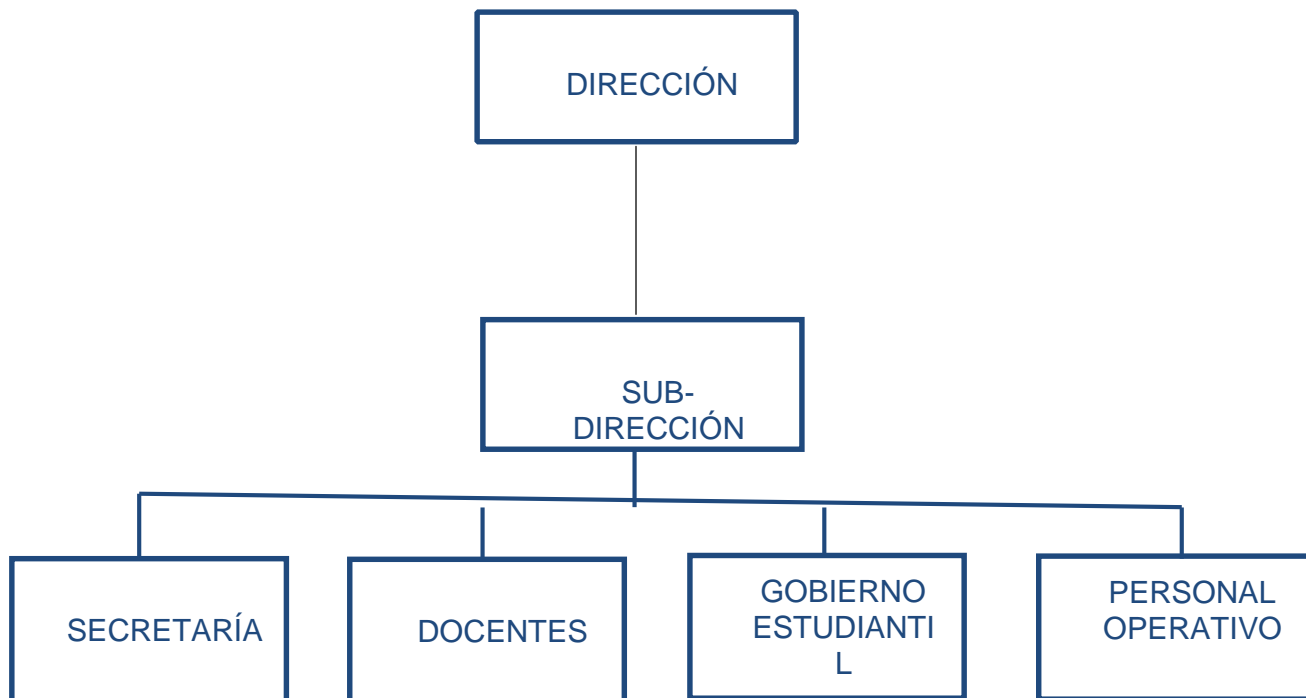 DIRECCIÓN
SUB-
DIRECCIÓN
SECRETARÍA
DOCENTES
GOBIERNO
ESTUDIANTI
L
PERSONAL
OPERATIVO